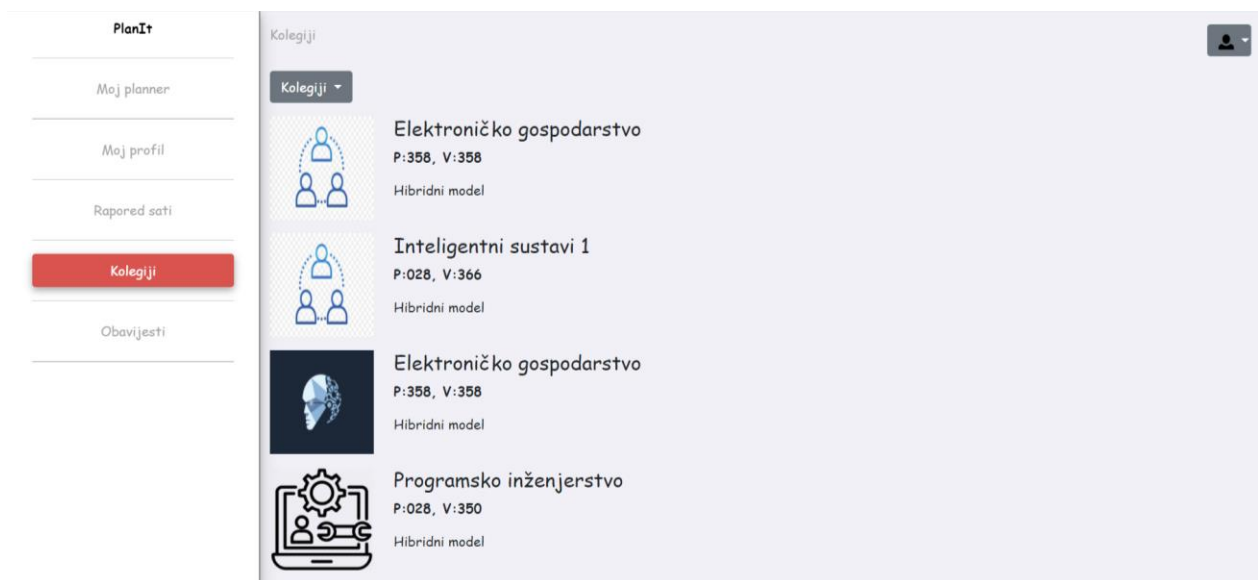 PlanIt
Moj planner
Moj profil
Rapored sati
Kolegiji
Obavijesti
Kolegiji
Kolegiji
Elektroničko gospodarstvo
P:358, V:358
Hibridni model
Inteligentni sustavi 1
P:028, V:366
Hibridni model
Elektroničko gospodarstvo
P:358, V:358
Hibridni model
Programsko inženjerstvo
P:028, V:350
Hibridni model